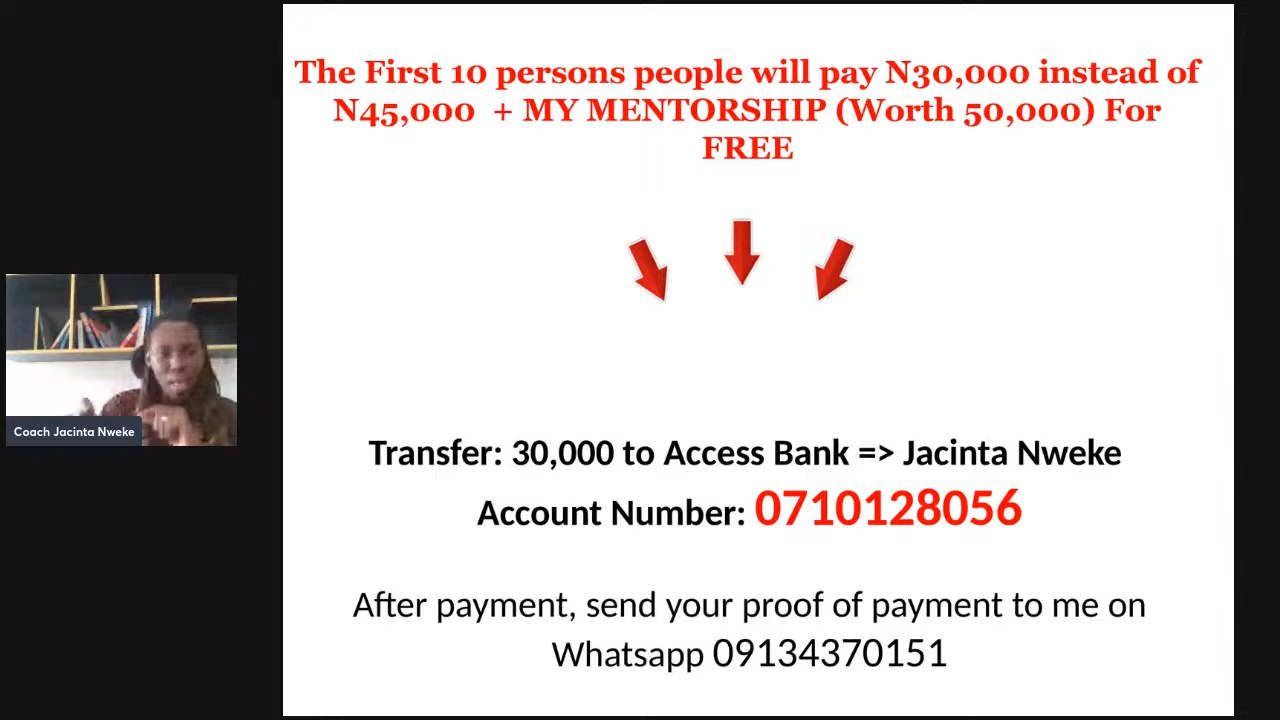 The First 10 persons people will pay N30,000 instead of
N45,000 + MY MENTORSHIP (Worth 50,000) For
FREE
Coach Jacinta Nweke
Transfer: 30,000 to Access Bank => Jacinta Nweke
Account Number: 0710128056
After payment, send your proof of payment to me on
Whatsapp 09134370151